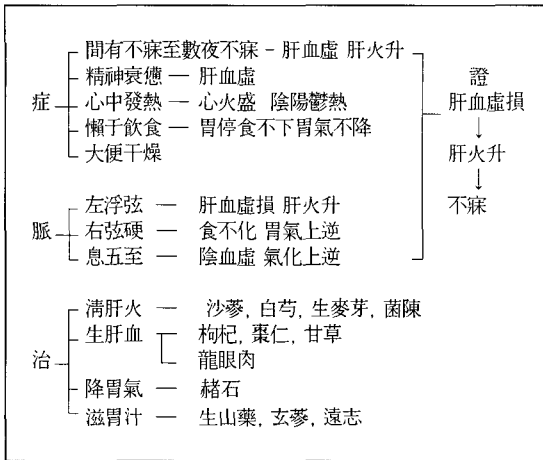 間有不寐至數夜不寐 - 肝血虛 肝火升
精神衰憊 — 肝血虛
症 心中發熱 — 心火盛 陰陽鬱熱
懶于飮食 — 胃停食不下胃氣不降
大便干燥
證
肝血虛損
↓
肝火升
↓
不寐
左浮弦 — 肝血虛損 肝火升
脈 右弦硬 — 食不化 胃氣上逆
息五至 — 陰血虛 氣化上逆
淸肝火 — 沙蔘, 白芍, 生麥芽, 菌陳
生肝血 枸杞, 棗仁, 甘草
龍眼肉
治
降胃氣 — 赭石
滋胃汁 — 生山藥, 玄蔘, 遠志